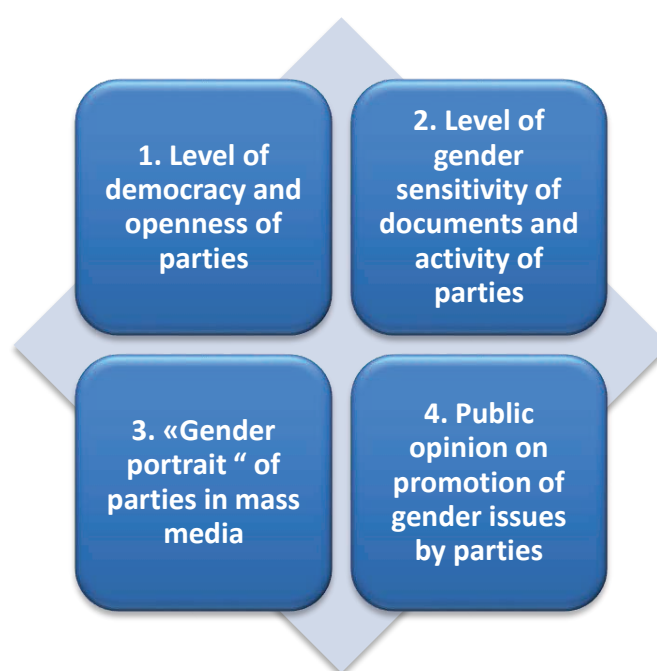 1. Level of
democracy and
openness of
parties
2. Level of
gender
sensitivity of
documents and
activity of
parties
3. «Gender
portrait “ of
parties in mass
media
4. Public
opinion on
promotion of
gender issues
by parties